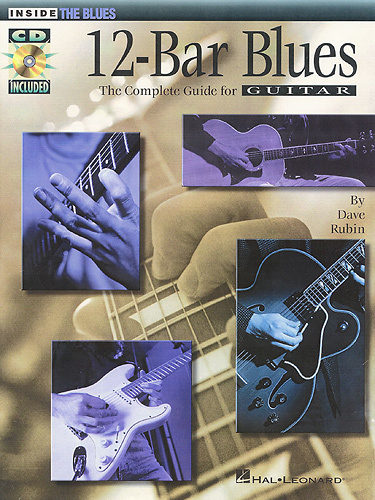 INSIDE THE BLUES
CD
INCLUDED
12-Bar Blues
The Complete Guide for GUITAR
By
Dave
Rubin
HAL•LEONARD®